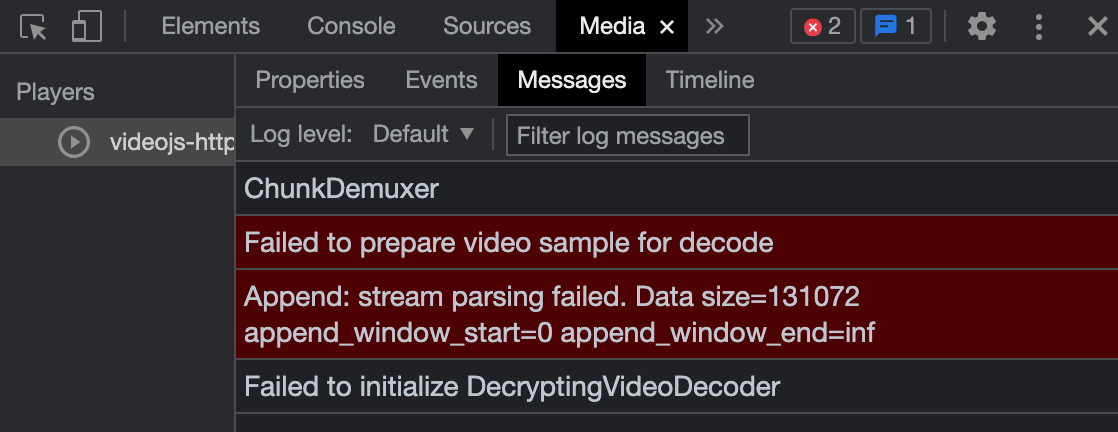 Elements Console Sources Media × » 2 1
Players
Properties Events Messages Timeline
videojs-http
Log level: Default ▼ Filter log messages
ChunkDemuxer
Failed to prepare video sample for decode
Append: stream parsing failed. Data size=131072
append_window_start=0 append_window_end=inf
Failed to initialize DecryptingVideoDecoder